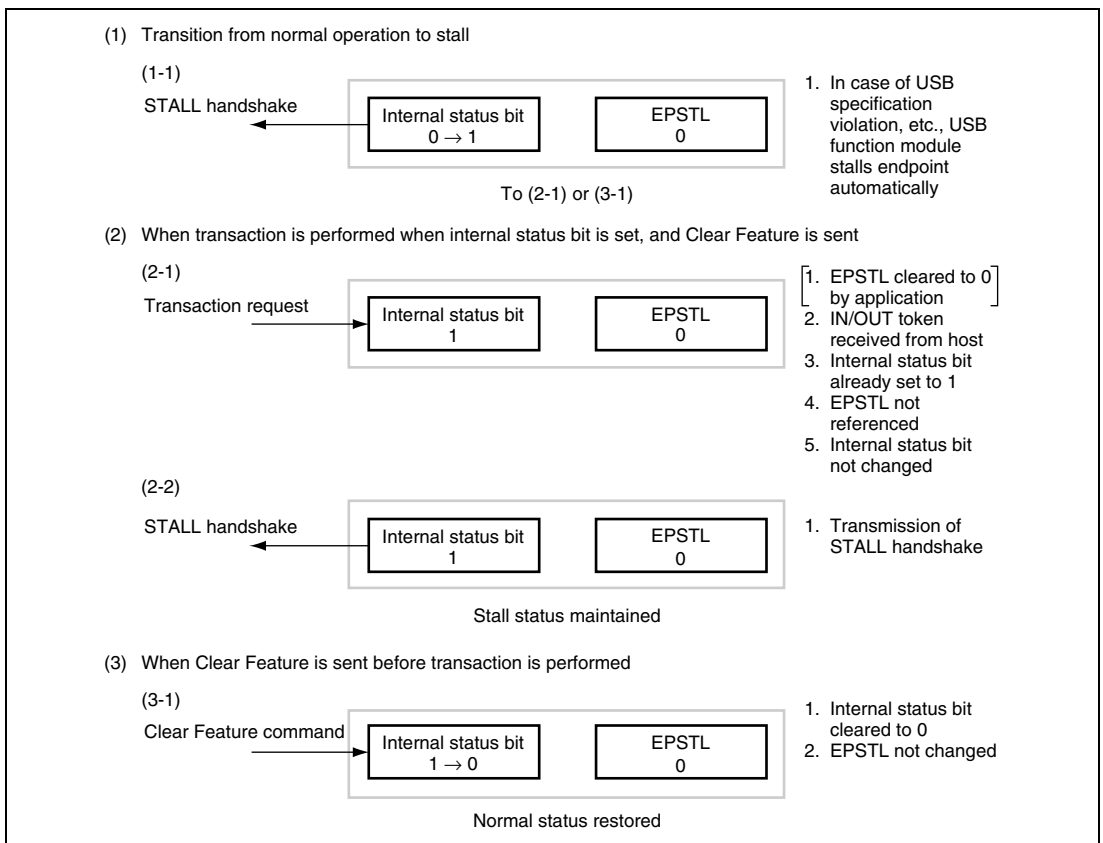 (1) Transition from normal operation to stall
(1-1)
STALL handshake
Internal status bit
0 → 1
EPSTL
0
To (2-1) or (3-1)
1. In case of USB
specification
violation, etc., USB
function module
stalls endpoint
automatically
(2) When transaction is performed when internal status bit is set, and Clear Feature is sent
(2-1)
Transaction request
Internal status bit
1
EPSTL
0
1. EPSTL cleared to 0
by application
2. IN/OUT token
received from host
3. Internal status bit
already set to 1
4. EPSTL not
referenced
5. Internal status bit
not changed
(2-2)
STALL handshake
Internal status bit
1
EPSTL
0
1. Transmission of
STALL handshake
Stall status maintained
(3) When Clear Feature is sent before transaction is performed
(3-1)
Clear Feature command
Internal status bit
1 → 0
EPSTL
0
1. Internal status bit
cleared to 0
2. EPSTL not changed
Normal status restored